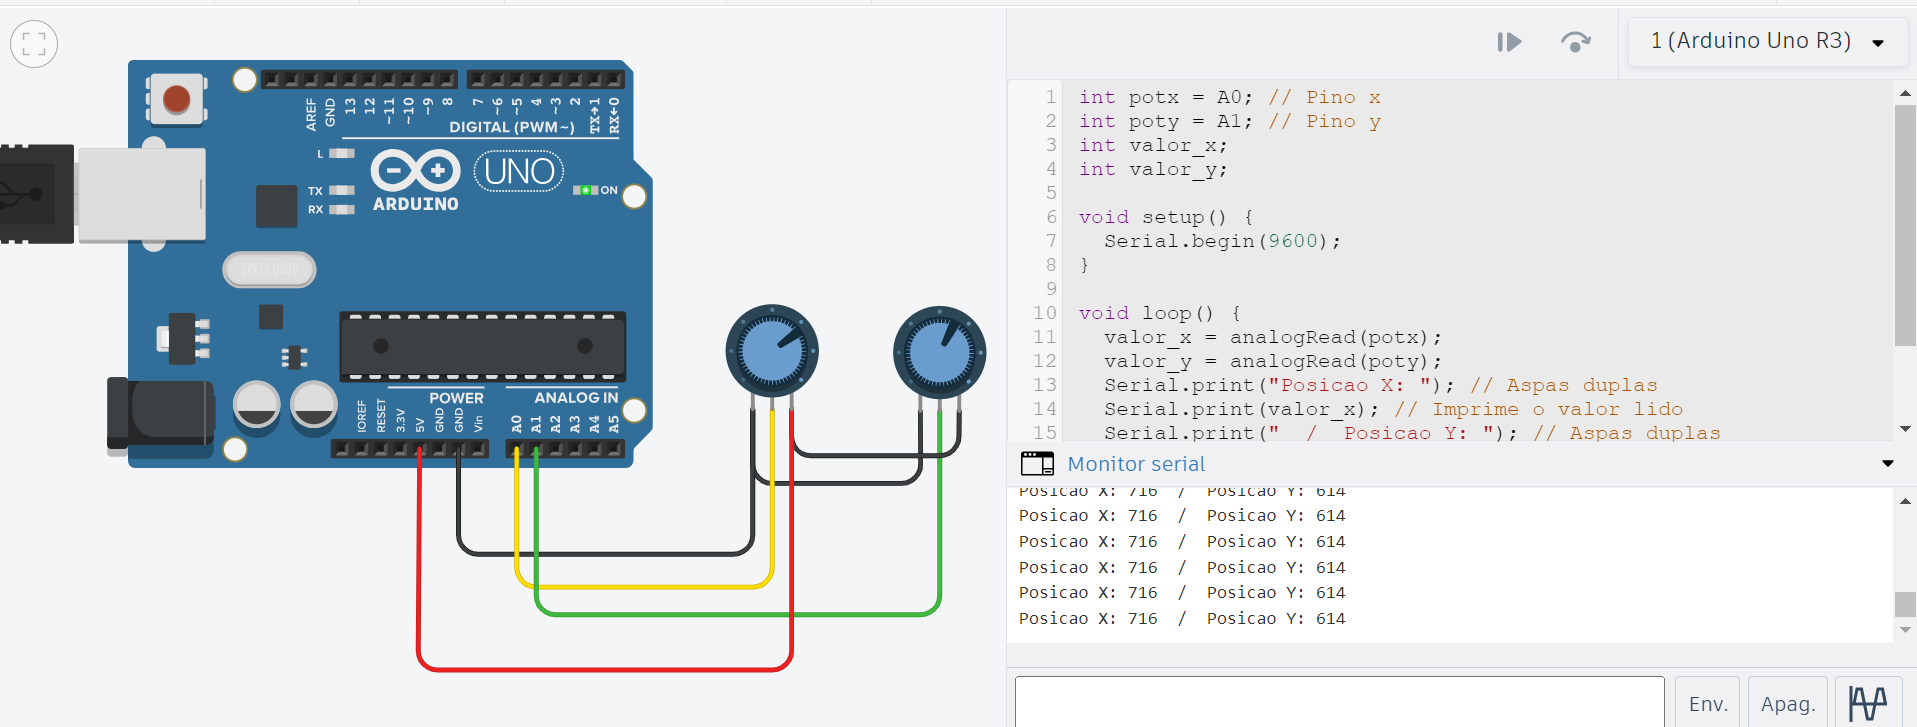 AREF
GND
13
12
~11
~10
~9
8
7
~6
~5
4
~3
2
TX→1
RX←0
DIGITAL (PWM~)
L
TX
RX
ARDUINO
UNO
ON
SPK16.000G
POWER
ANALOG IN
IOREF
RESET
3.3V
5V
GND
GND
Vin
A0
A1
A2
A3
A4
A5
1 (Arduino Uno R3)
1 int potx = A0; // Pino x
2 int poty = A1; // Pino y
3 int valor_x;
4 int valor_y;
5
6 void setup() {
7 Serial.begin(9600);
8 }
9
10 void loop() {
11 valor_x = analogRead(potx);
12 valor_y = analogRead(poty);
13 Serial.print("Posicao X: "); // Aspas duplas
14 Serial.print(valor_x); // Imprime o valor lido
15 Serial.print("  /  Posicao Y: "); // Aspas duplas
Monitor serial
Posicao X: 716  /  Posicao Y: 614
Posicao X: 716  /  Posicao Y: 614
Posicao X: 716  /  Posicao Y: 614
Posicao X: 716  /  Posicao Y: 614
Posicao X: 716  /  Posicao Y: 614
Posicao X: 716  /  Posicao Y: 614
Env.
Apag.